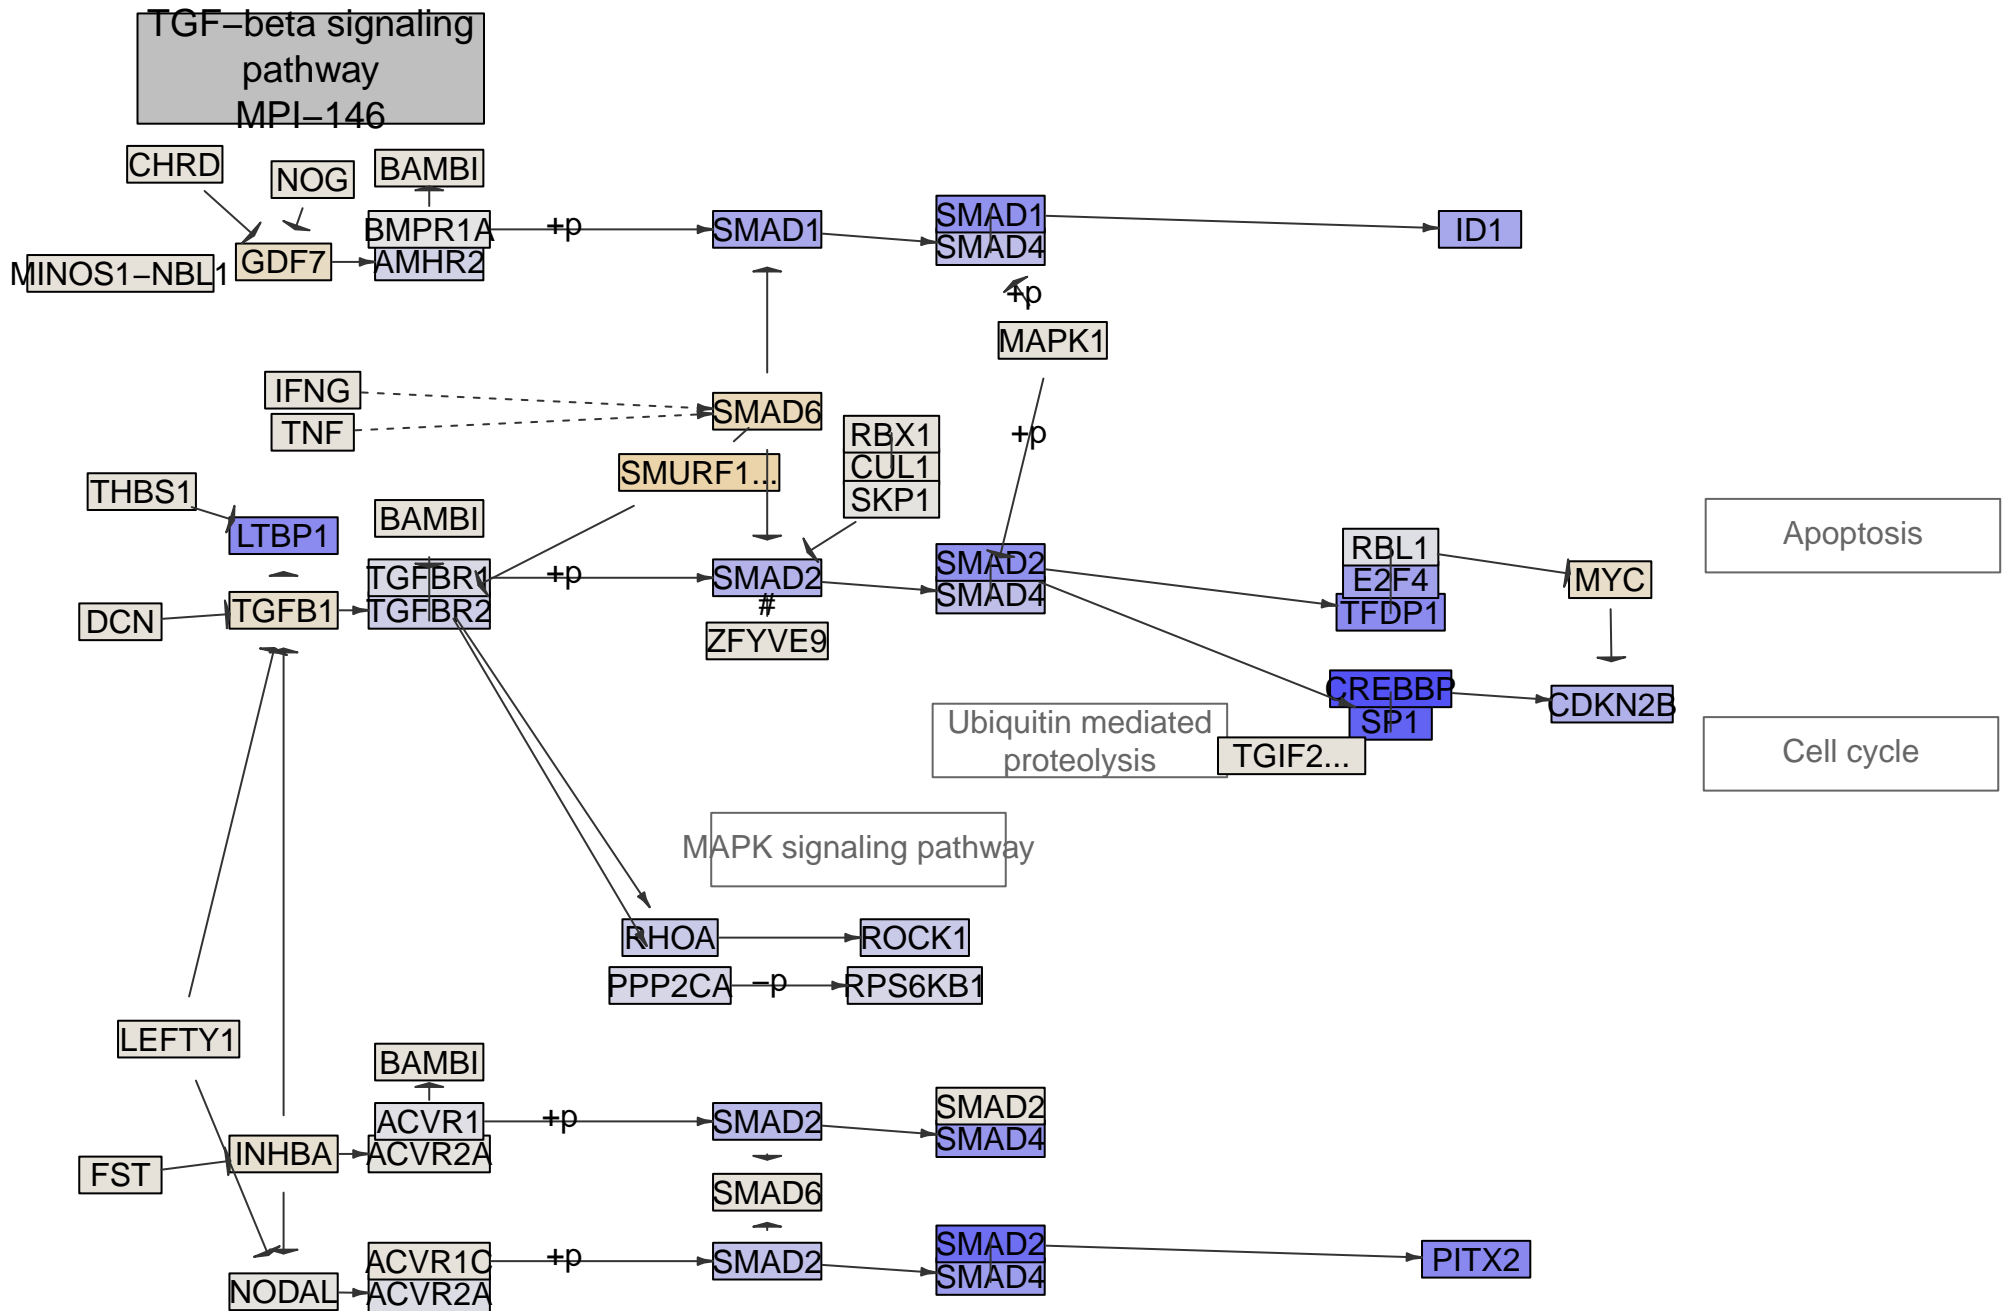 TGF−beta signaling
pathway
MPI−146
CHRD
NOG
BAMBI
BMPR1A
+p
SMAD1
SMAD1
SMAD4
ID1
MINOS1−NBL1
GDF7
AMHR2
+p
MAPK1
IFNG
TNF
SMAD6
RBX1
CUL1
SKP1
+p
SMURF1...
THBS1
LTBP1
BAMBI
TGFBR1
TGFBR2
+p
SMAD2
#
ZFYVE9
SMAD2
SMAD4
RBL1
E2F4
TFDP1
MYC
Apoptosis
DCN
TGFB1
CREBBP
SP1
TGIF2...
CDKN2B
Ubiquitin mediated
proteolysis
Cell cycle
MAPK signaling pathway
RHOA
ROCK1
PPP2CA
−p
RPS6KB1
LEFTY1
BAMBI
ACVR1
ACVR2A
+p
SMAD2
SMAD2
SMAD4
INHBA
FST
SMAD6
ACVR1C
ACVR2A
+p
SMAD2
SMAD2
SMAD4
PITX2
NODAL